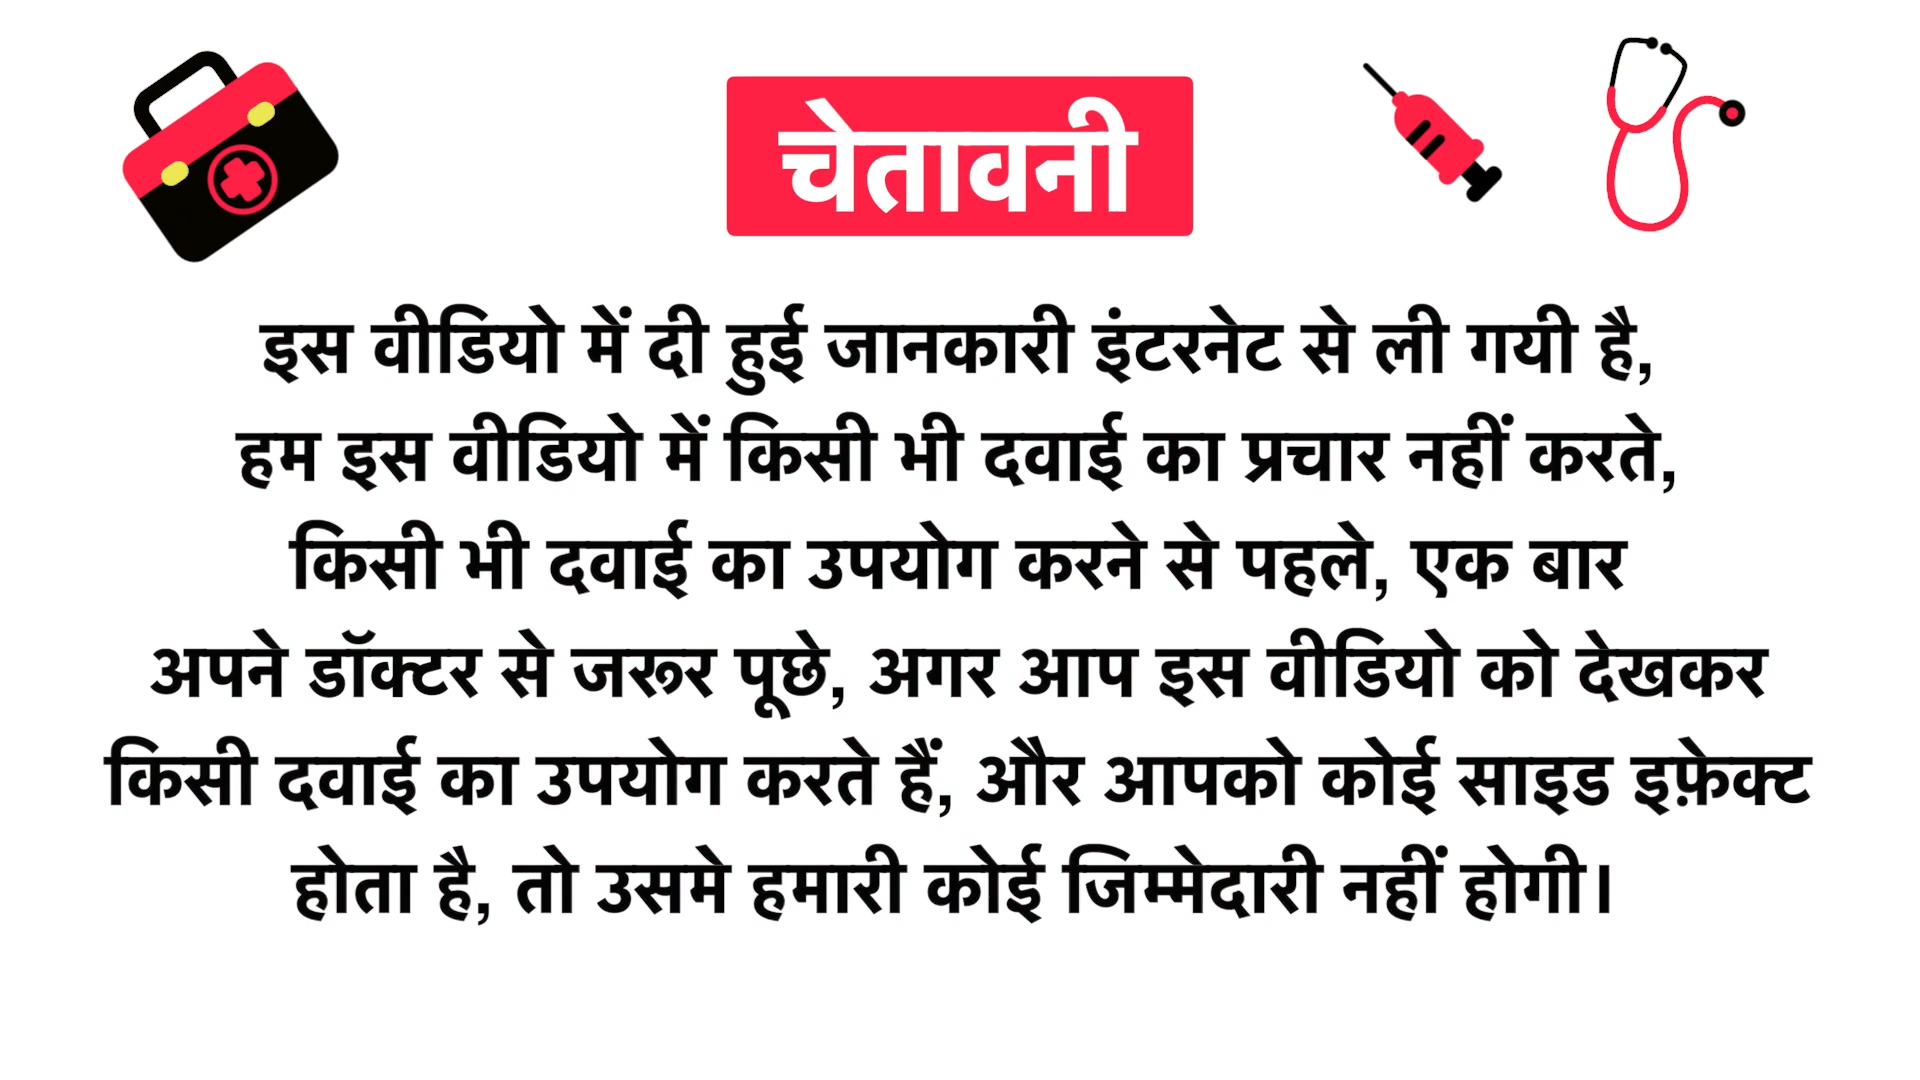 चेतावनी
इस वीडियो में दी हुई जानकारी इंटरनेट से ली गयी है,
हम इस वीडियो में किसी भी दवाई का प्रचार नहीं करते,
किसी भी दवाई का उपयोग करने से पहले, एक बार
अपने डॉक्टर से जरूर पूछे, अगर आप इस वीडियो को देखकर
किसी दवाई का उपयोग करते हैं, और आपको कोई साइड इफ़ेक्ट
होता है, तो उसमे हमारी कोई जिम्मेदारी नहीं होगी।